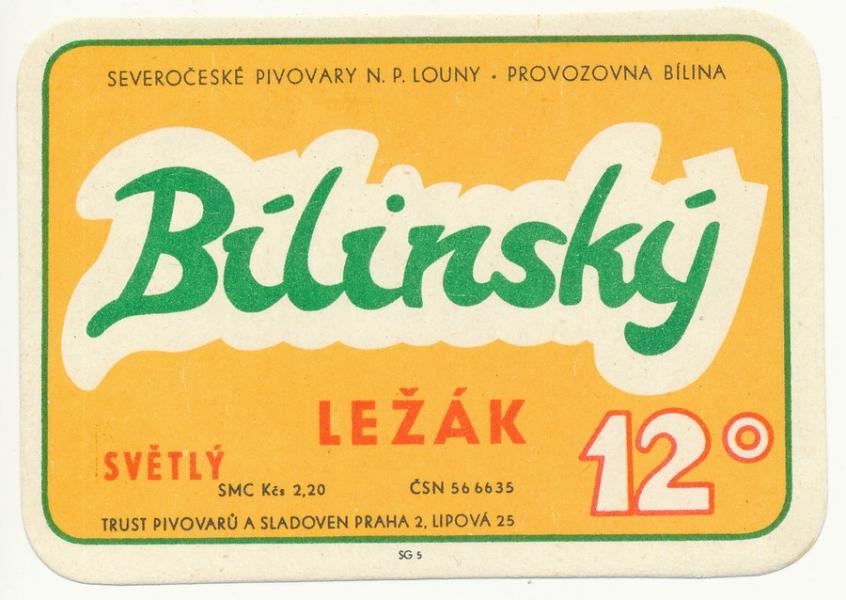 SEVEROČESKÉ PIVOVARY N. P. LOUNY • PROVOZOVNA BÍLINA
Bílinský
LEŽÁK
12°
SVĚTLÝ
SMC Kčs 2,20 ČSN 56 6635
TRUST PIVOVARŮ A SLADOVEN PRAHA 2, LIPOVÁ 25
SG 5